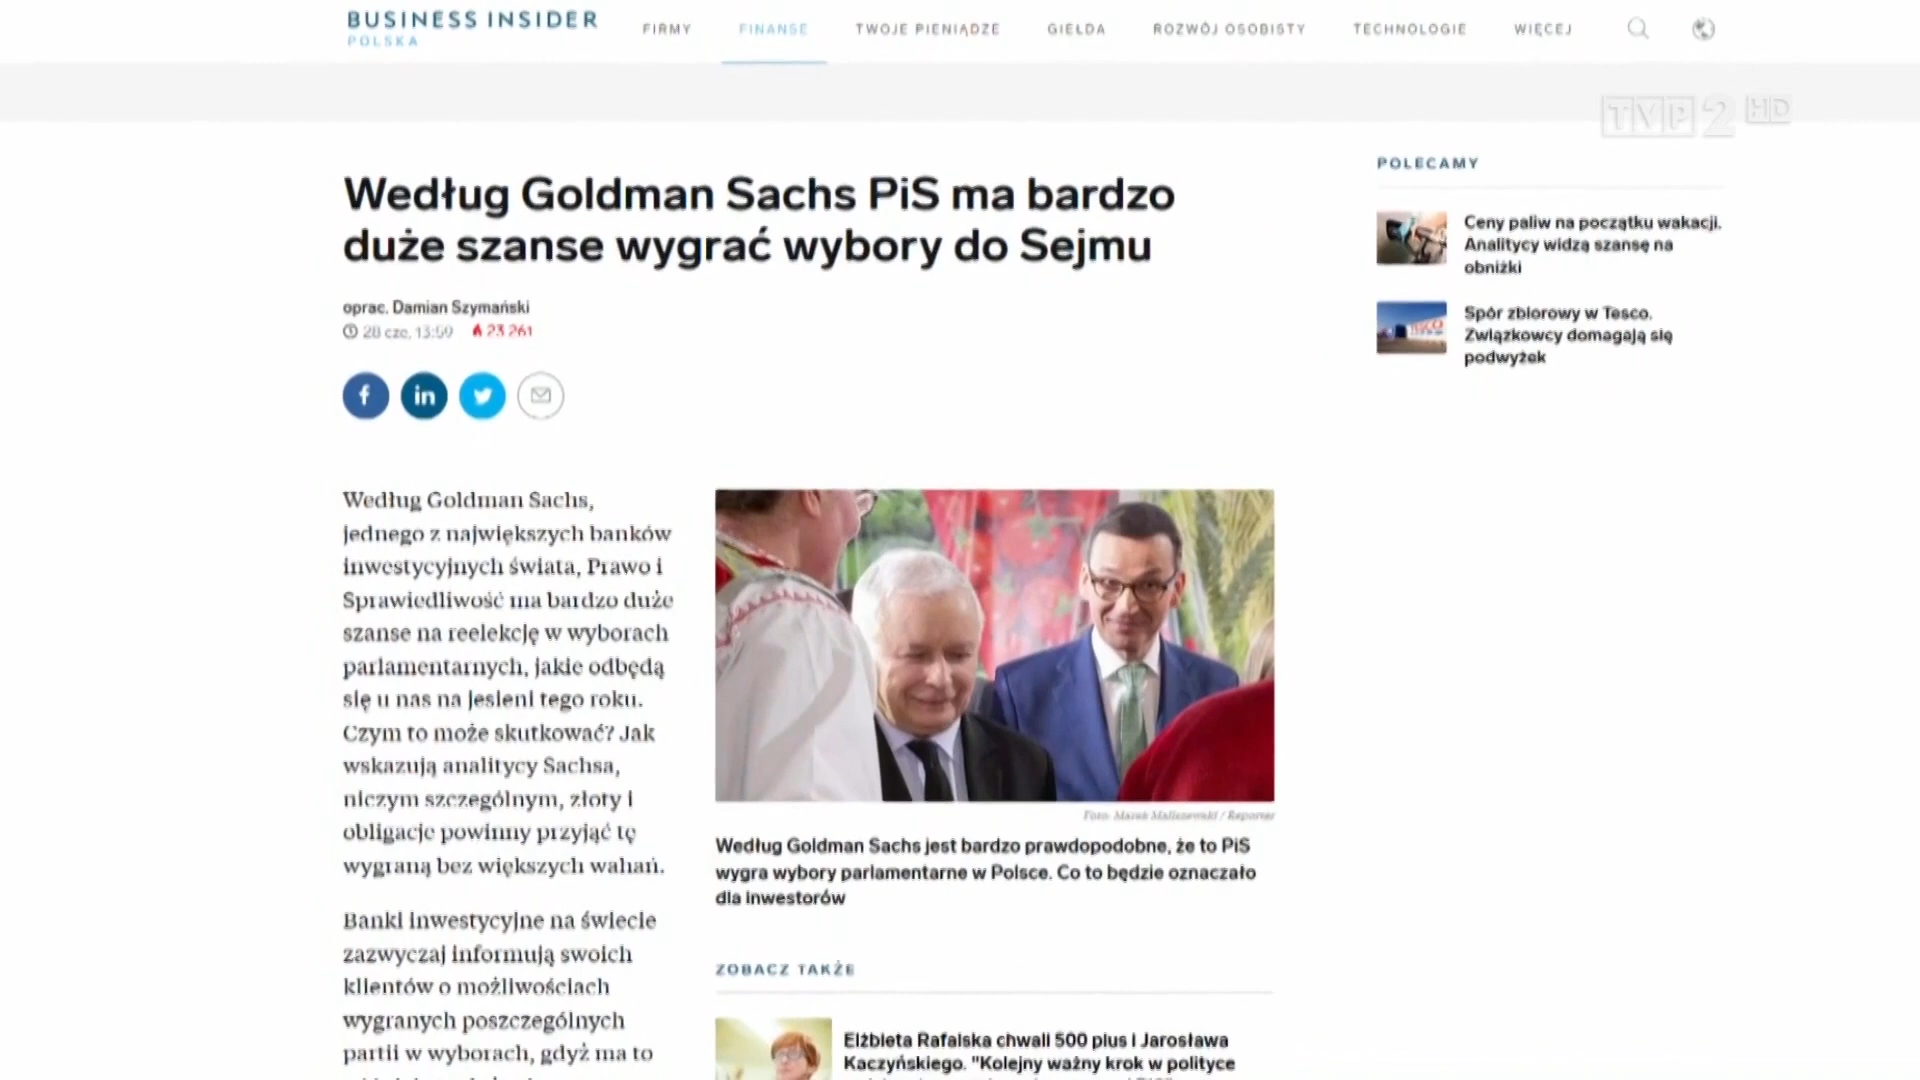 BUSINESS INSIDER
POLSKA
FIRMY
FINANSE
TWOJE PIENIĄDZE
GIEŁDA
ROZWÓJ OSOBISTY
TECHNOLOGIE
WIĘCEJ
TVP 2 HD
Według Goldman Sachs PiS ma bardzo
duże szanse wygrać wybory do Sejmu
oprac. Damian Szymański
28 cze, 13:59 23 261
f in
Według Goldman Sachs,
jednego z największych banków
inwestycyjnych świata, Prawo i
Sprawiedliwość ma bardzo duże
szanse na reelekcję w wyborach
parlamentarnych, jakie odbędą
się u nas na jesieni tego roku.
Czym to może skutkować? Jak
wskazują analitycy Sachsa,
niczym szczególnym, złoty i
obligacje powinny przyjąć tę
wygraną bez większych wahań.
Banki inwestycyjne na świecie
zazwyczaj informują swoich
klientów o możliwościach
wygranych poszczególnych
partii w wyborach, gdyż ma to
Foto: Marek Maliszewski / Reporter
Według Goldman Sachs jest bardzo prawdopodobne, że to PiS
wygra wybory parlamentarne w Polsce. Co to będzie oznaczało
dla inwestorów
ZOBACZ TAKŻE
Elżbieta Rafalska chwali 500 plus i Jarosława
Kaczyńskiego. "Kolejny ważny krok w polityce
POLECAMY
Ceny paliw na początku wakacji.
Analitycy widzą szansę na
obniżki
TESCO
Spór zbiorowy w Tesco.
Związkowcy domagają się
podwyżek